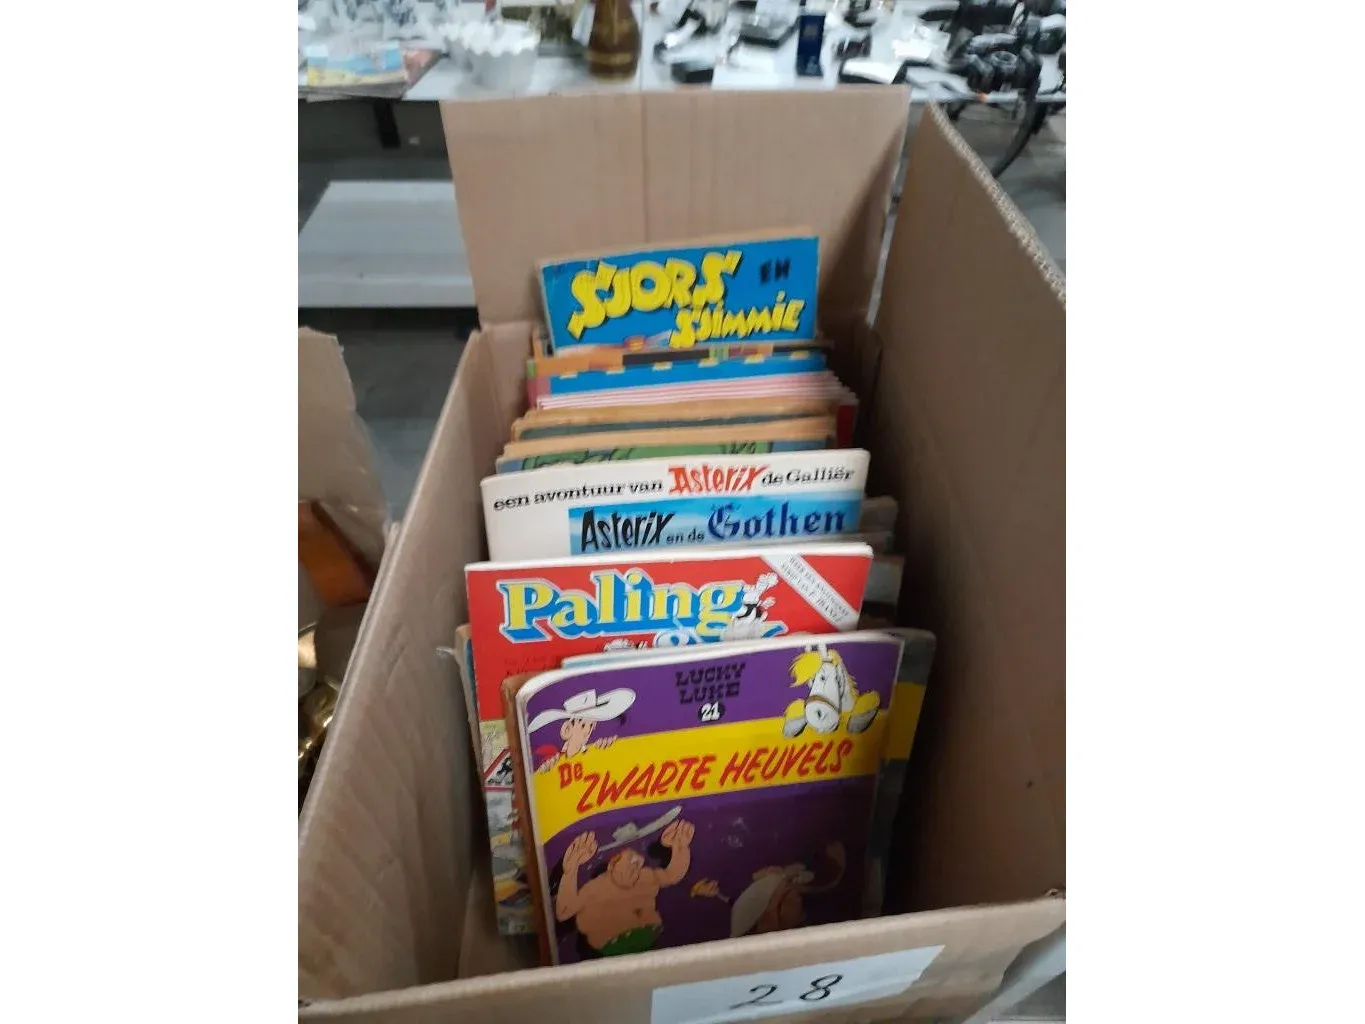 SJORS EN
SJIMMIE
een avontuur van Asterix de Galliër
Asterix en de Gothen
Paling
LUCKY
LUKE
21
De ZWARTE HEUVELS
28